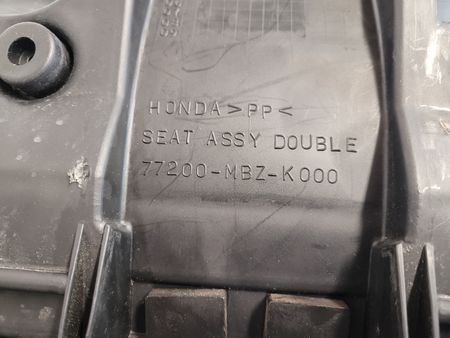 HONDA >PP<
SEAT ASSY DOUBLE
77200-MBZ-K000